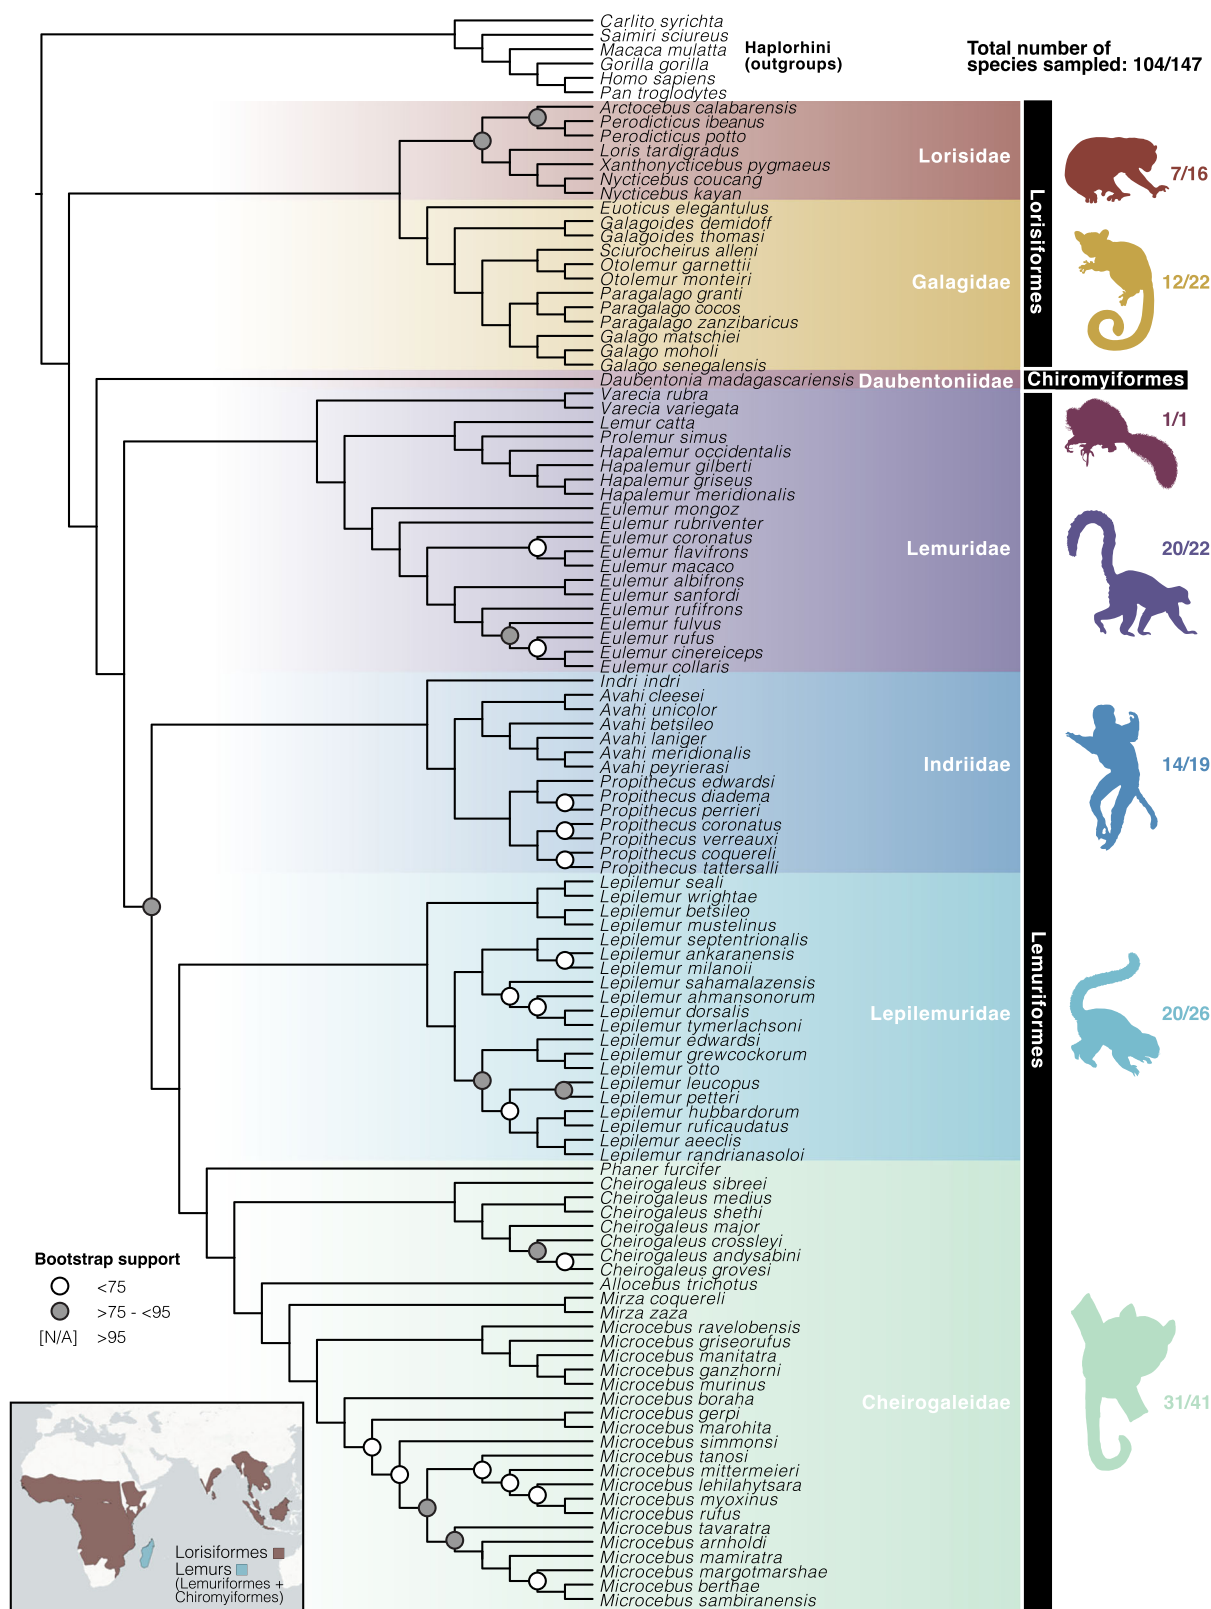 Carlito syrichta
Saimiri sciureus
Macaca mulatta
Gorilla gorilla
Homo sapiens
Pan troglodytes
Haplorhini
(outgroups)
Total number of
species sampled: 104/147
Arctocebus calabarensis
Perodicticus ibeanus
Perodicticus potto
Loris tardigradus
Xanthonycticebus pygmaeus
Nycticebus coucang
Nycticebus kayan
Lorisidae
7/16
Euoticus elegantulus
Galagoides demidoff
Galagoides thomasi
Sciurocheirus alleni
Otolemur garnettii
Otolemur monteiri
Paragalago granti
Paragalago cocos
Paragalago zanzibaricus
Galago matschiei
Galago moholi
Galago senegalensis
Galagidae
12/22
Lorisiformes
Daubentonia madagascariensis
Daubentoniidae
Chiromyiformes
1/1
Varecia rubra
Varecia variegata
Lemur catta
Prolemur simus
Hapalemur occidentalis
Hapalemur gilberti
Hapalemur griseus
Hapalemur meridionalis
Eulemur mongoz
Eulemur rubriventer
Eulemur coronatus
Eulemur flavifrons
Eulemur macaco
Eulemur albifrons
Eulemur sanfordi
Eulemur rufifrons
Eulemur fulvus
Eulemur rufus
Eulemur cinereiceps
Eulemur collaris
Lemuridae
20/22
Indri indri
Avahi cleesei
Avahi unicolor
Avahi betsileo
Avahi laniger
Avahi meridionalis
Avahi peyrierasi
Propithecus edwardsi
Propithecus diadema
Propithecus perrieri
Propithecus coronatus
Propithecus verreauxi
Propithecus coquereli
Propithecus tattersalli
Indriidae
14/19
Lepilemur seali
Lepilemur wrightae
Lepilemur betsileo
Lepilemur mustelinus
Lepilemur septentrionalis
Lepilemur ankaranensis
Lepilemur milanoii
Lepilemur sahamalazensis
Lepilemur ahmansonorum
Lepilemur dorsalis
Lepilemur tymerlachsoni
Lepilemur edwardsi
Lepilemur grewcockorum
Lepilemur otto
Lepilemur leucopus
Lepilemur petteri
Lepilemur hubbardorum
Lepilemur ruficaudatus
Lepilemur aeeclis
Lepilemur randrianasoloi
Lepilemuridae
20/26
Lemuriformes
Phaner furcifer
Cheirogaleus sibreei
Cheirogaleus medius
Cheirogaleus shethi
Cheirogaleus major
Cheirogaleus crossleyi
Cheirogaleus andysabini
Cheirogaleus grovesi
Allocebus trichotus
Mirza coquereli
Mirza zaza
Microcebus ravelobensis
Microcebus griseorufus
Microcebus manitatra
Microcebus ganzhorni
Microcebus murinus
Microcebus boraha
Microcebus gerpi
Microcebus marohita
Microcebus simmonsi
Microcebus tanosi
Microcebus mittermeieri
Microcebus lehilahytsara
Microcebus myoxinus
Microcebus rufus
Microcebus tavaratra
Microcebus arnholdi
Microcebus mamiratra
Microcebus margotmarshae
Microcebus berthae
Microcebus sambiranensis
Cheirogaleidae
31/41
Bootstrap support
<75
>75 - <95
[N/A] >95
Lorisiformes
Lemurs
(Lemuriformes +
Chiromyiformes)